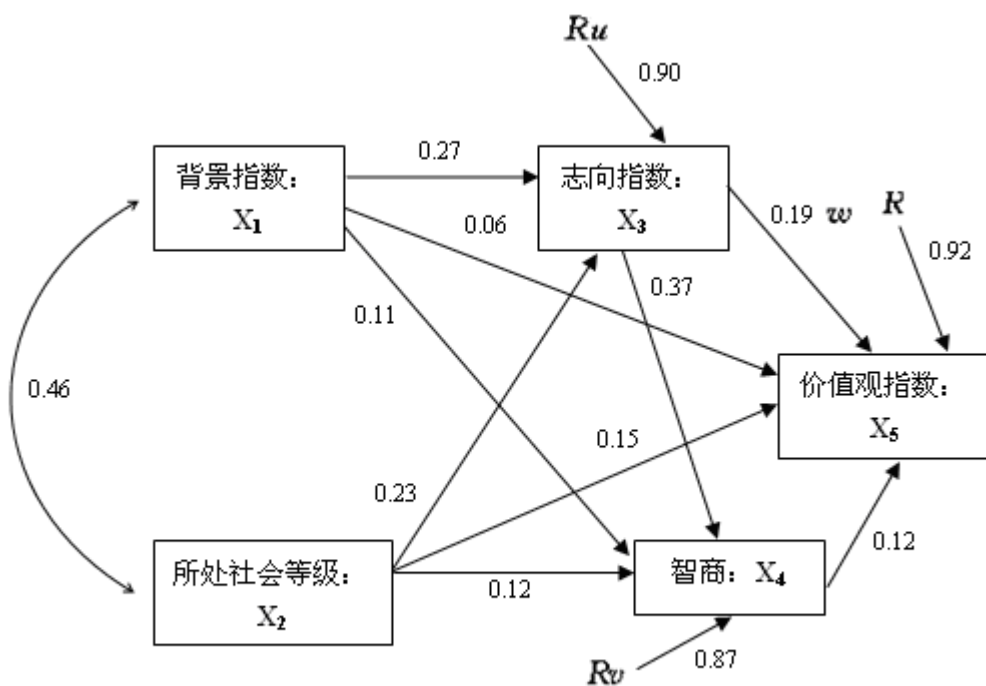 Ru
0.90
背景指数：
X1
0.27
志向指数：
X3
0.19 w
R
0.92
0.06
0.37
0.11
0.46
价值观指数：
X5
0.15
0.23
所处社会等级：
X2
0.12
智商：X4
0.12
Rv
0.87